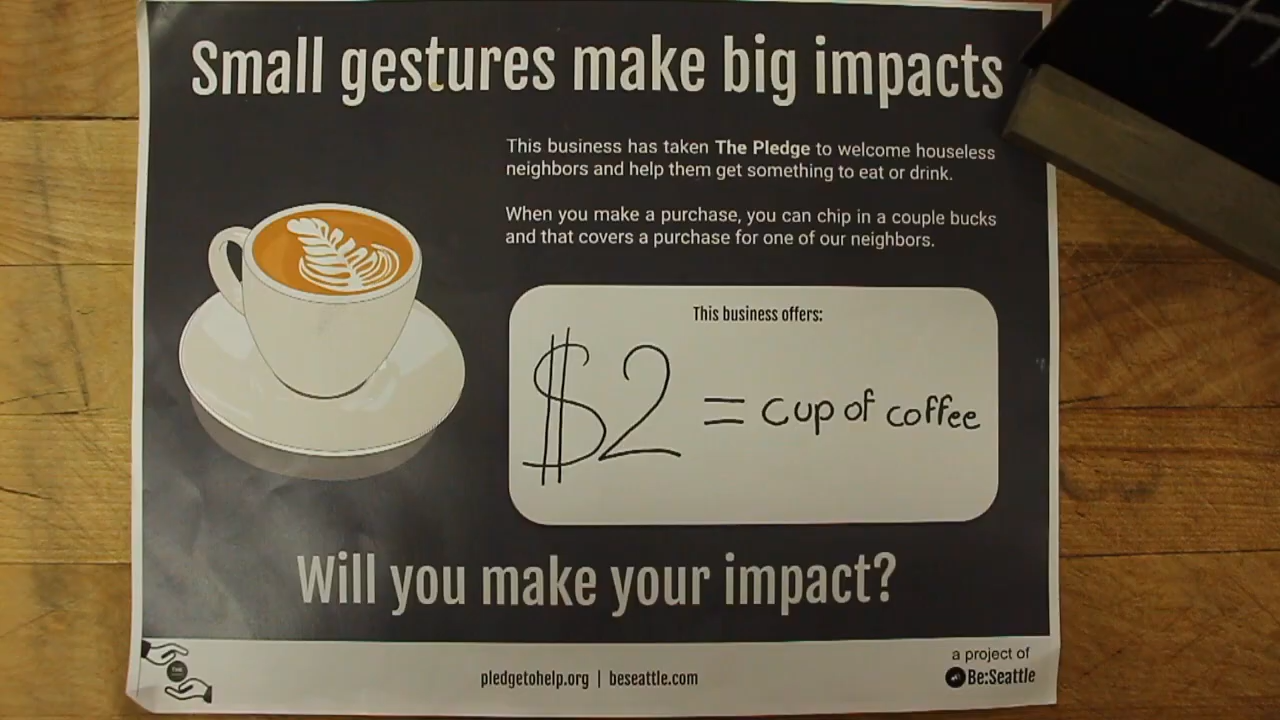 Small gestures make big impacts
This business has taken The Pledge to welcome houseless
neighbors and help them get something to eat or drink.
When you make a purchase, you can chip in a couple bucks
and that covers a purchase for one of our neighbors.
This business offers:
$2 = cup of coffee
Will you make your impact?
pledgetohelp.org | beseattle.com
a project of
Be:Seattle